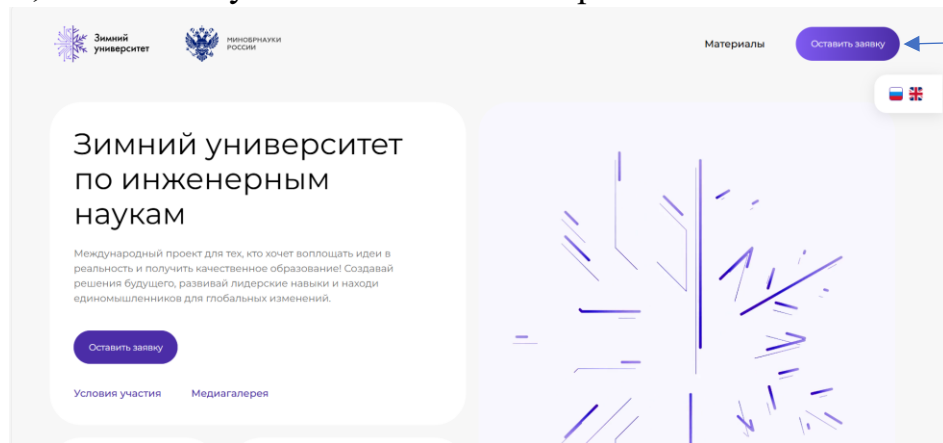 Зимний
университет
МИНОБРНАУКИ
РОССИИ
Материалы
Оставить заявку
Зимний университет
по инженерным
наукам
Международный проект для тех, кто хочет воплощать идеи в
реальность и получить качественное образование! Создавай
решения будущего, развивай лидерские навыки и находи
единомышленников для глобальных изменений.
Оставить заявку
Условия участия
Медиагалерея